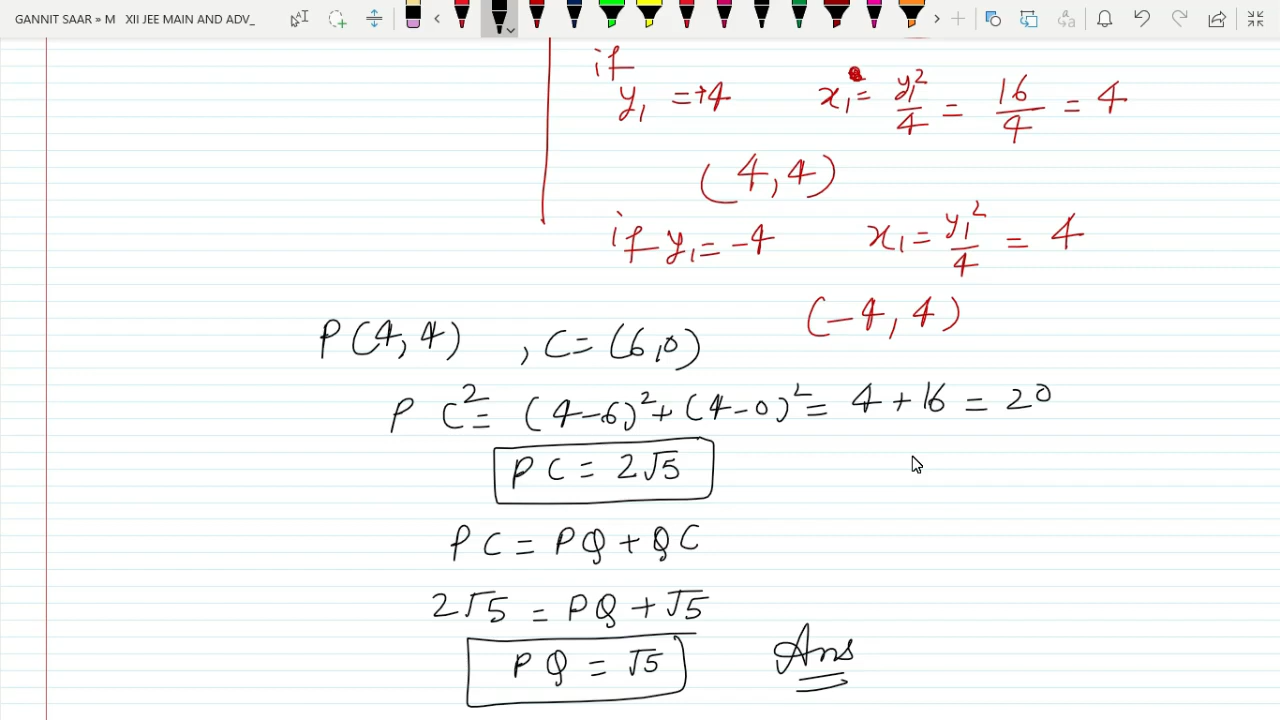 GANNIT SAAR » M XII JEE MAIN AND ADV_
if
y₁ = +4 x₁ = y₁²/4 = 16/4 = 4
(4,4)
if y₁ = -4 x₁ = y₁²/4 = 4
(-4,4)
P(4,4) , C = (6,0)
PC² = (4-6)² + (4-0)² = 4 + 16 = 20
PC = 2√5
PC = PQ + QC
2√5 = PQ + √5
PQ = √5 Ans